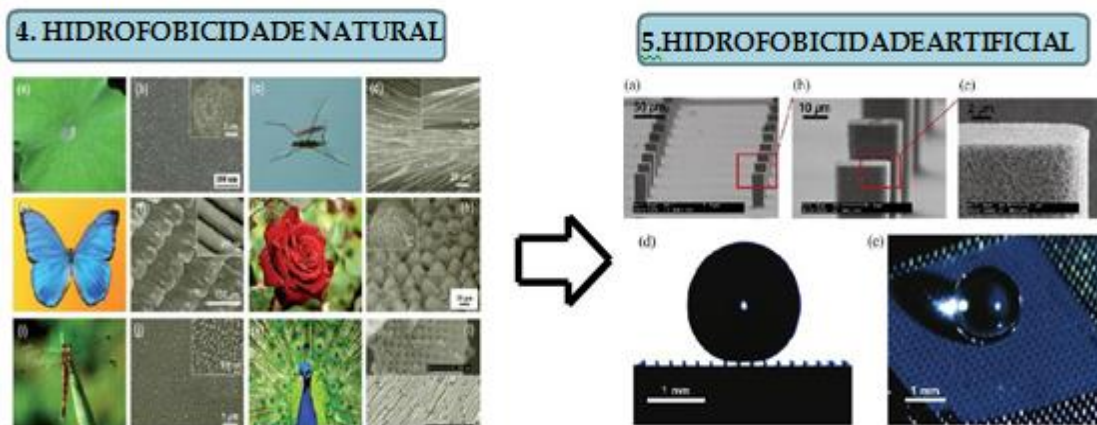 4. HIDROFOBICIDADE NATURAL
5.HIDROFOBICIDADEARTIFICIAL
(a)
(b)
(c)
(d)
(i)
(j)
(a)
(b)
(c)
50 µm
10 µm
2 µm
(d)
(e)
1 mm
1 mm